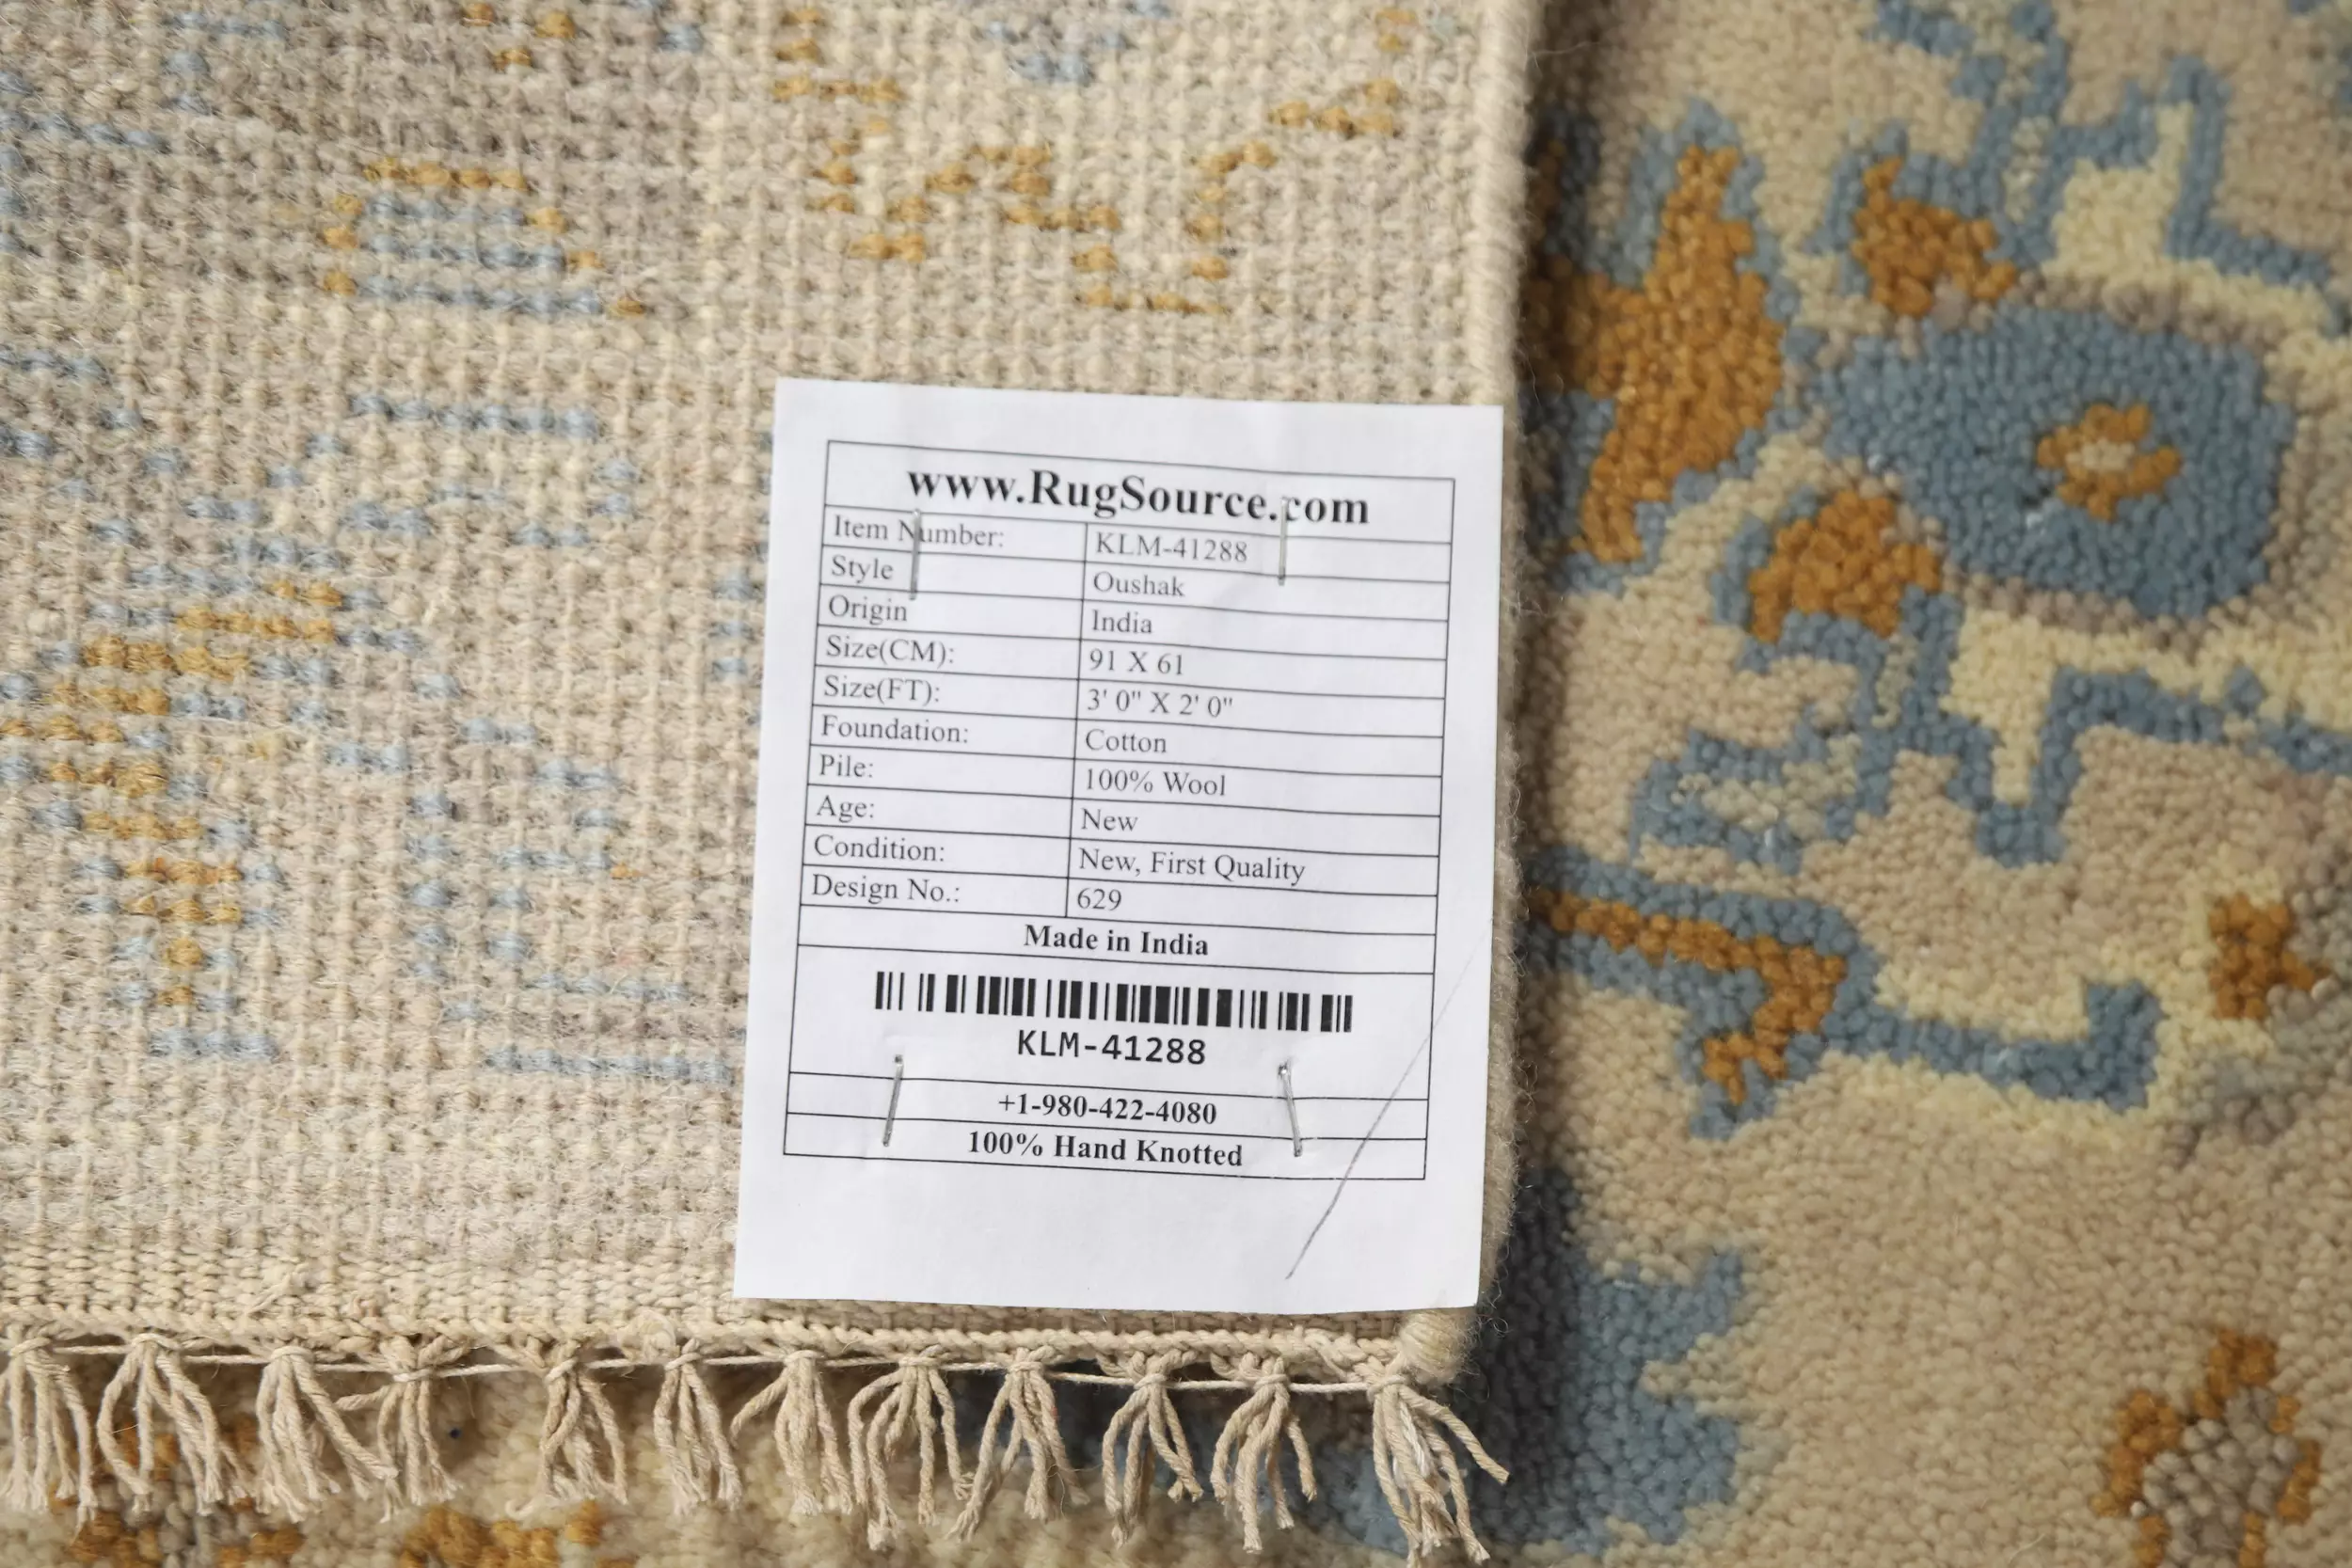 www.RugSource.com
Item Number: KLM-41288
Style Oushak
Origin India
Size(CM): 91 X 61
Size(FT): 3' 0" X 2' 0"
Foundation: Cotton
Pile: 100% Wool
Age: New
Condition: New, First Quality
Design No.: 629
Made in India
KLM-41288
+1-980-422-4080
100% Hand Knotted